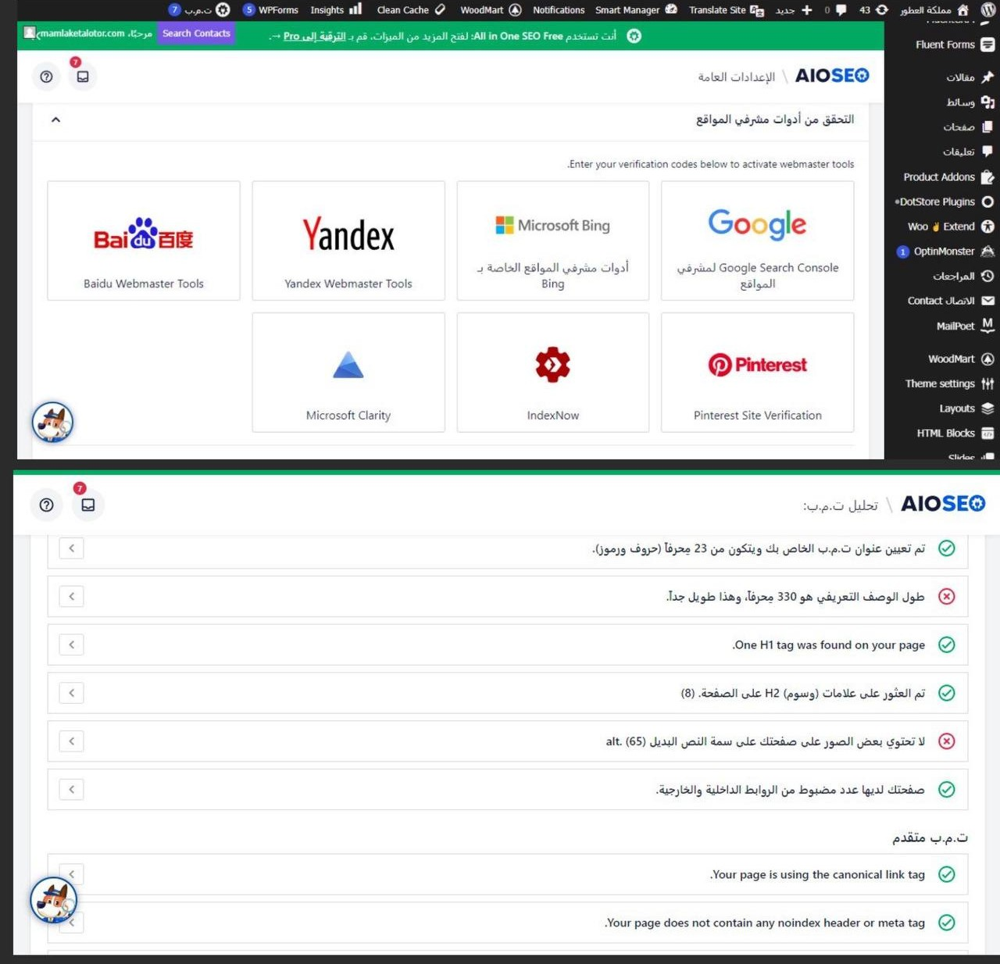 مملكة العطور
43
0
جديد
Translate Site
Smart Manager
Notifications
WoodMart
Clean Cache
Insights
WPForms 5
ت.م.ب 7
أنت تستخدم All in One SEO Free: لفتح المزيد من الميزات، قم بـ الترقية إلى Pro →.
Search Contacts
مرحبًا، mamlaketalotor.com
Fluent Forms
مقالات
وسائط
صفحات
تعليقات
Product Addons
DotStore Plugins
Woo ✌ Extend
OptinMonster 1
المراجعات
الاتصال Contact
MailPoet
WoodMart
Theme settings
Layouts
HTML Blocks
Slides
AIOSEO \ الإعدادات العامة
7
التحقق من أدوات مشرفي المواقع
Enter your verification codes below to activate webmaster tools.
Google
Google Search Console لمشرفي
المواقع
Microsoft Bing
أدوات مشرفي المواقع الخاصة بـ
Bing
Yandex
Yandex Webmaster Tools
Bai du 百度
Baidu Webmaster Tools
Pinterest
Pinterest Site Verification
IndexNow
Microsoft Clarity
AIOSEO \ تحليل ت.م.ب:
7
تم تعيين عنوان ت.م.ب الخاص بك ويتكون من 23 مِحرفاً (حروف ورموز).
طول الوصف التعريفي هو 330 مِحرفاً، وهذا طويل جداً.
One H1 tag was found on your page.
تم العثور على علامات (وسوم) H2 على الصفحة. (8)
لا تحتوي بعض الصور على صفحتك على سمة النص البديل alt. (65)
صفحتك لديها عدد مضبوط من الروابط الداخلية والخارجية.
ت.م.ب متقدم
Your page is using the canonical link tag.
Your page does not contain any noindex header or meta tag.